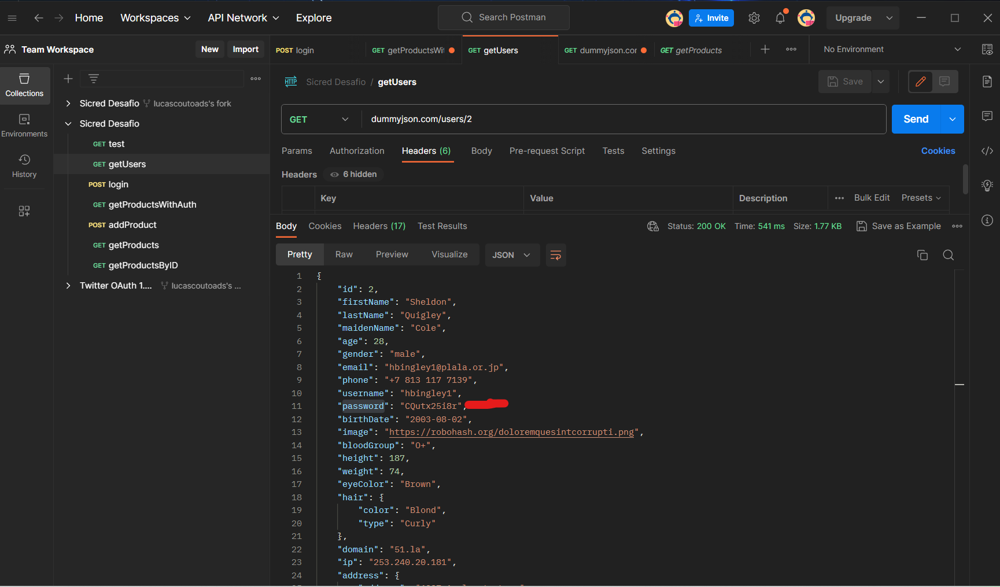 Home Workspaces API Network Explore Search Postman Invite Upgrade
Team Workspace New Import POST login GET getProductsWit GET getUsers GET dummyjson.cor GET getProducts No Environment
Collections
Environments
History
Sicred Desafio lucascoutoads's fork
Sicred Desafio
GET test
GET getUsers
POST login
GET getProductsWithAuth
POST addProduct
GET getProducts
GET getProductsByID
Twitter OAuth 1.... lucascoutoads's ...
HTTP Sicred Desafio / getUsers Save
GET dummyjson.com/users/2 Send
Params Authorization Headers (6) Body Pre-request Script Tests Settings Cookies
Headers 6 hidden
Key Value Description Bulk Edit Presets
Body Cookies Headers (17) Test Results Status: 200 OK Time: 541 ms Size: 1.77 KB Save as Example
Pretty Raw Preview Visualize JSON
1 {
2 "id": 2,
3 "firstName": "Sheldon",
4 "lastName": "Quigley",
5 "maidenName": "Cole",
6 "age": 28,
7 "gender": "male",
8 "email": "hbingley1@plala.or.jp",
9 "phone": "+7 813 117 7139",
10 "username": "hbingley1",
11 "password": "CQutx25i8r",
12 "birthDate": "2003-08-02",
13 "image": "https://robohash.org/doloremquesintcorrupti.png",
14 "bloodGroup": "O+",
15 "height": 187,
16 "weight": 74,
17 "eyeColor": "Brown",
18 "hair": {
19 "color": "Blond",
20 "type": "Curly"
21 },
22 "domain": "51.la",
23 "ip": "253.240.20.181",
24 "address": {